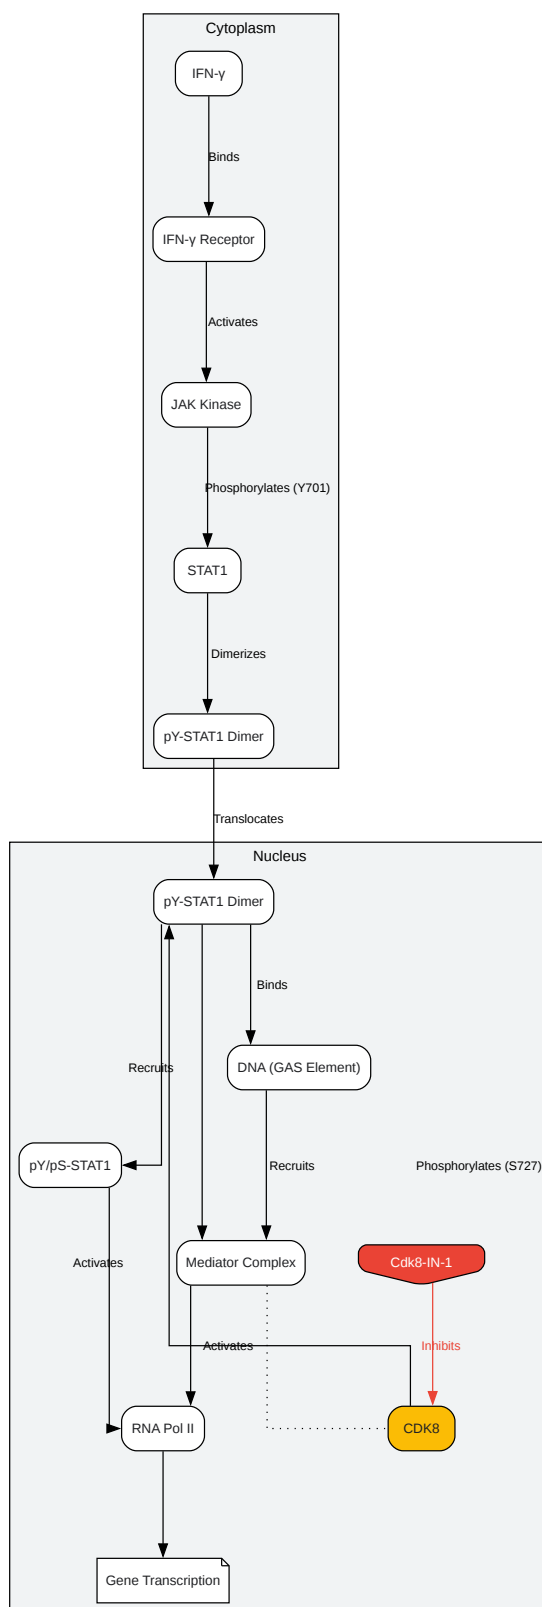 Cytoplasm
IFN-γ
Binds
IFN-γ Receptor
Activates
JAK Kinase
Phosphorylates (Y701)
STAT1
Dimerizes
pY-STAT1 Dimer
Translocates
Nucleus
pY-STAT1 Dimer
Binds
Recruits
DNA (GAS Element)
pY/pS-STAT1
Recruits
Phosphorylates (S727)
Activates
Mediator Complex
Cdk8-IN-1
Activates
Inhibits
RNA Pol II
CDK8
Gene Transcription